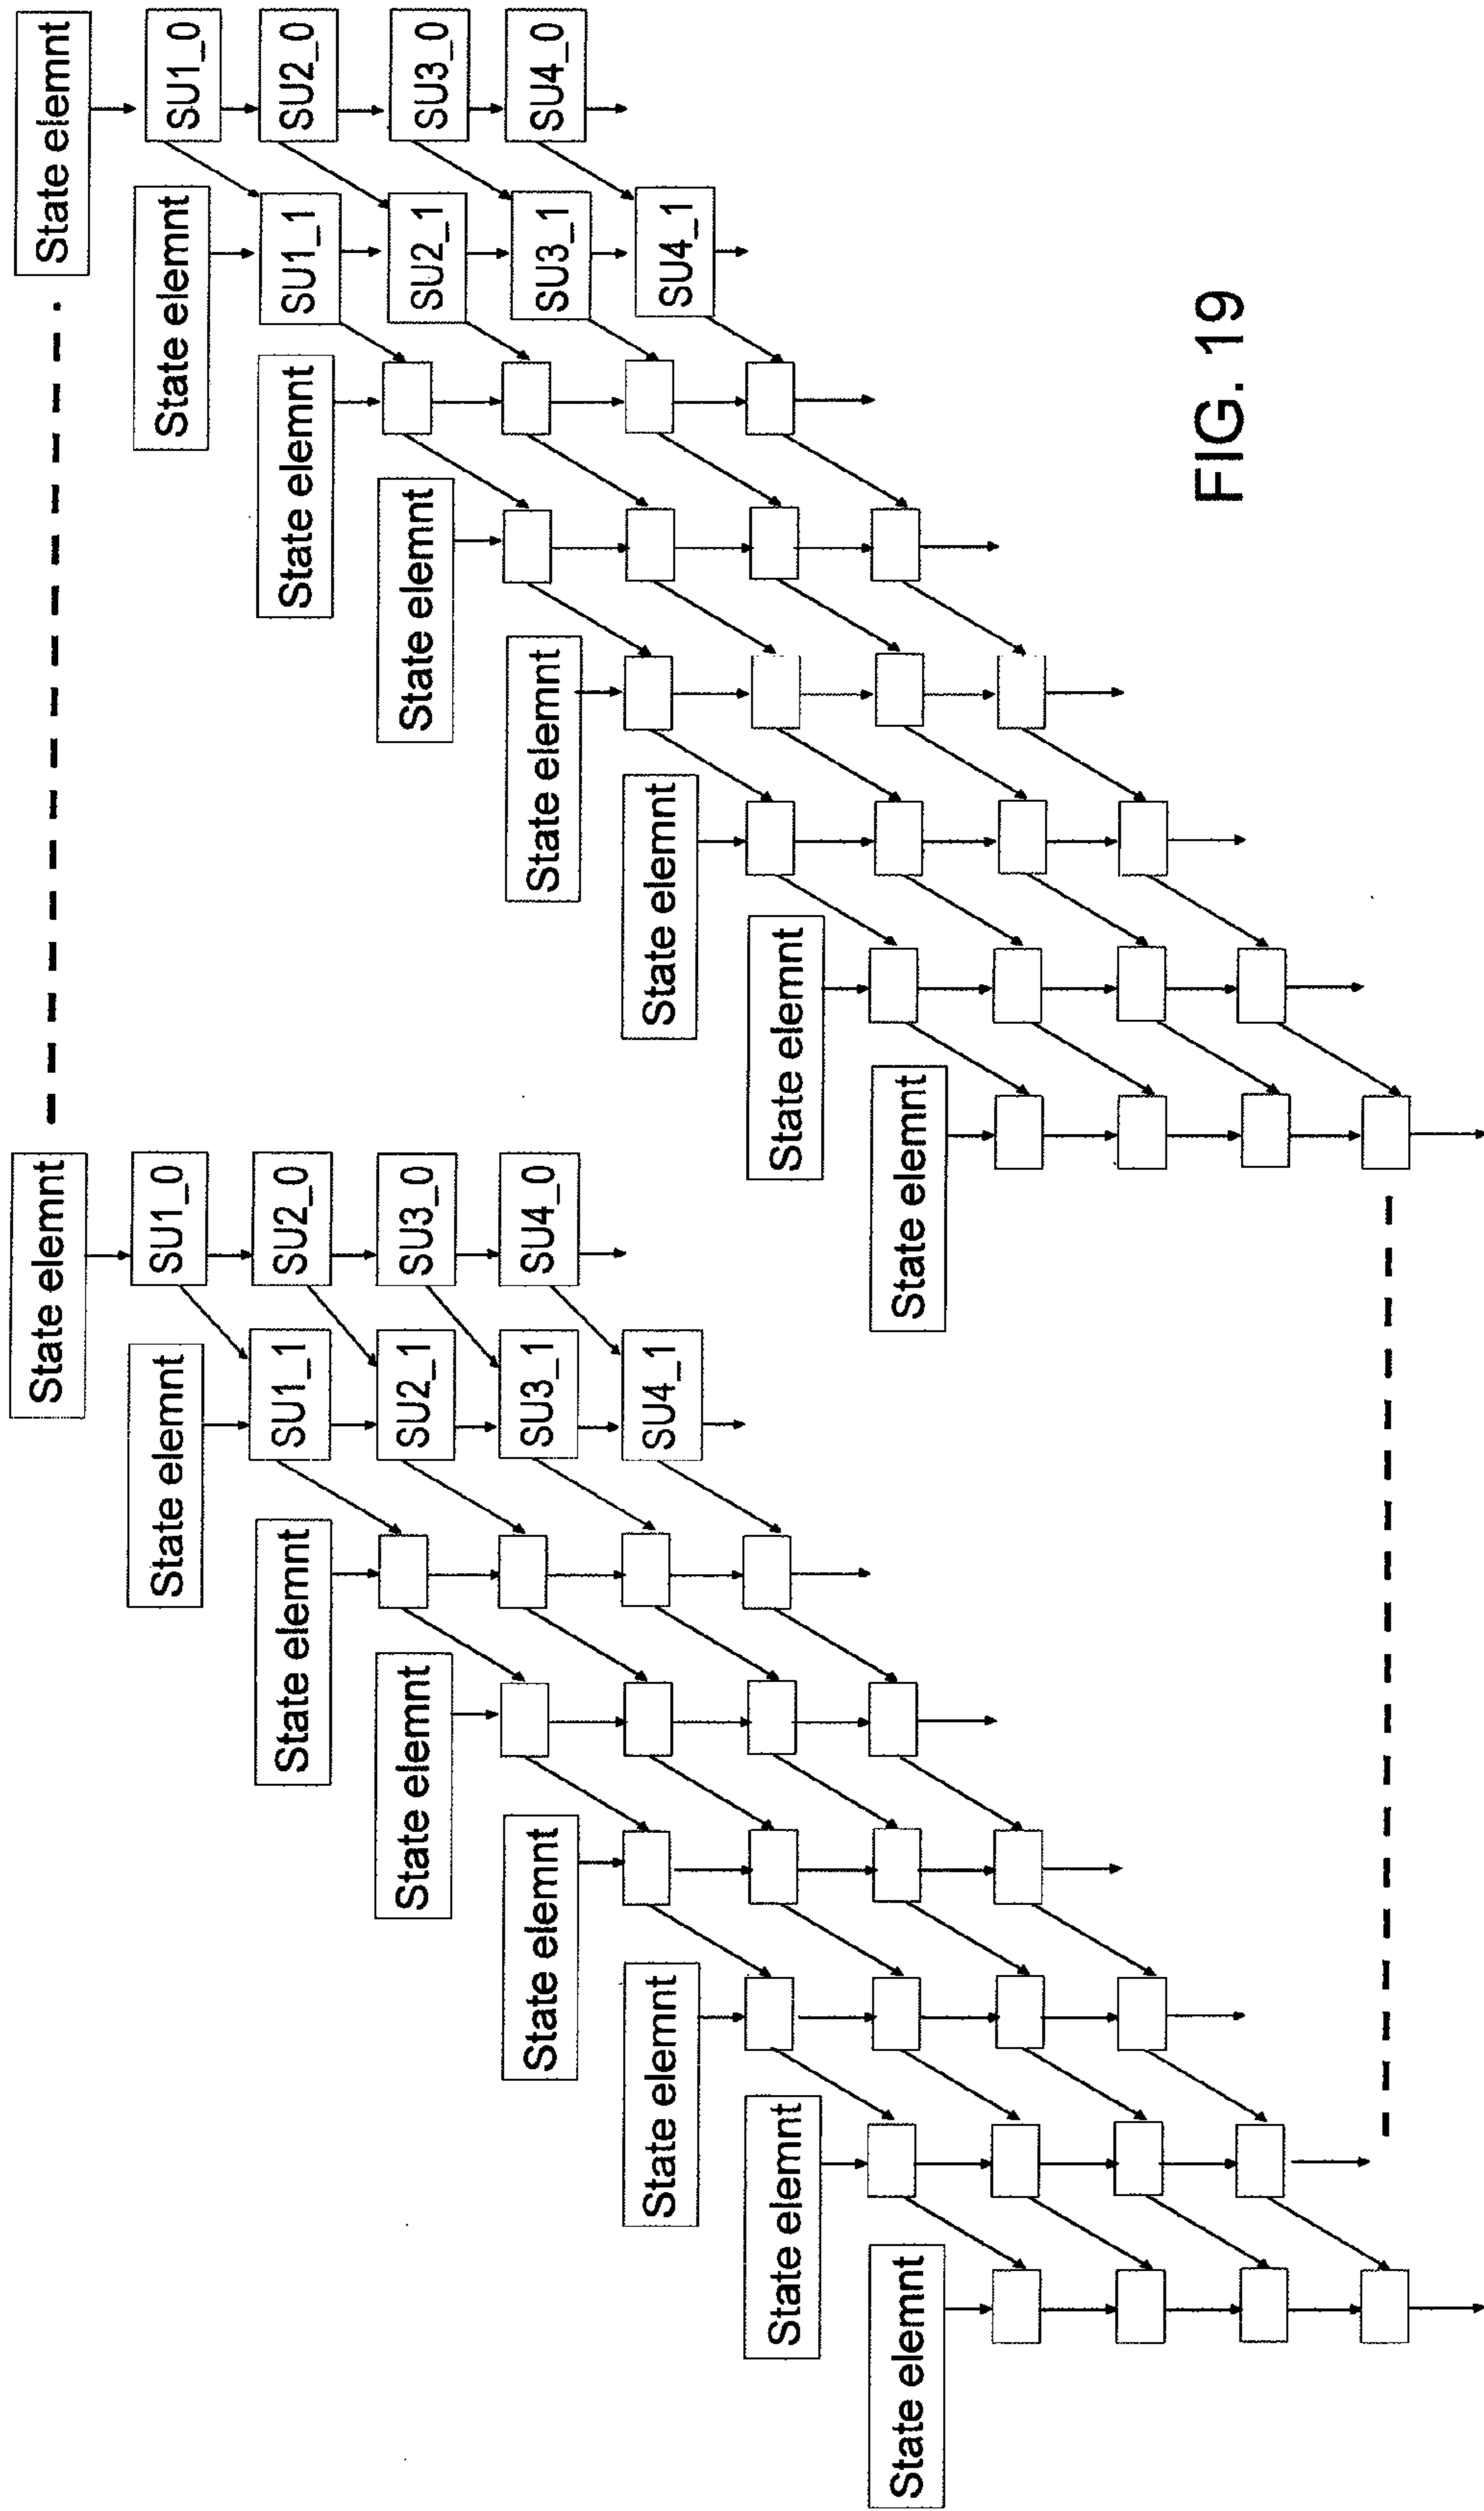 State elemnt
State elemnt
State elemnt
SU1_0
State elemnt
SU1_0
State elemnt
SU1_1
SU2_0
State elemnt
SU1_1
SU2_0
State elemnt
SU2_1
SU3_0
State elemnt
SU2_1
SU3_0
State elemnt
SU3_1
SU4_0
State elemnt
SU3_1
SU4_0
State elemnt
SU4_1
State elemnt
SU4_1
State elemnt
State elemnt
State elemnt
State elemnt
FIG. 19